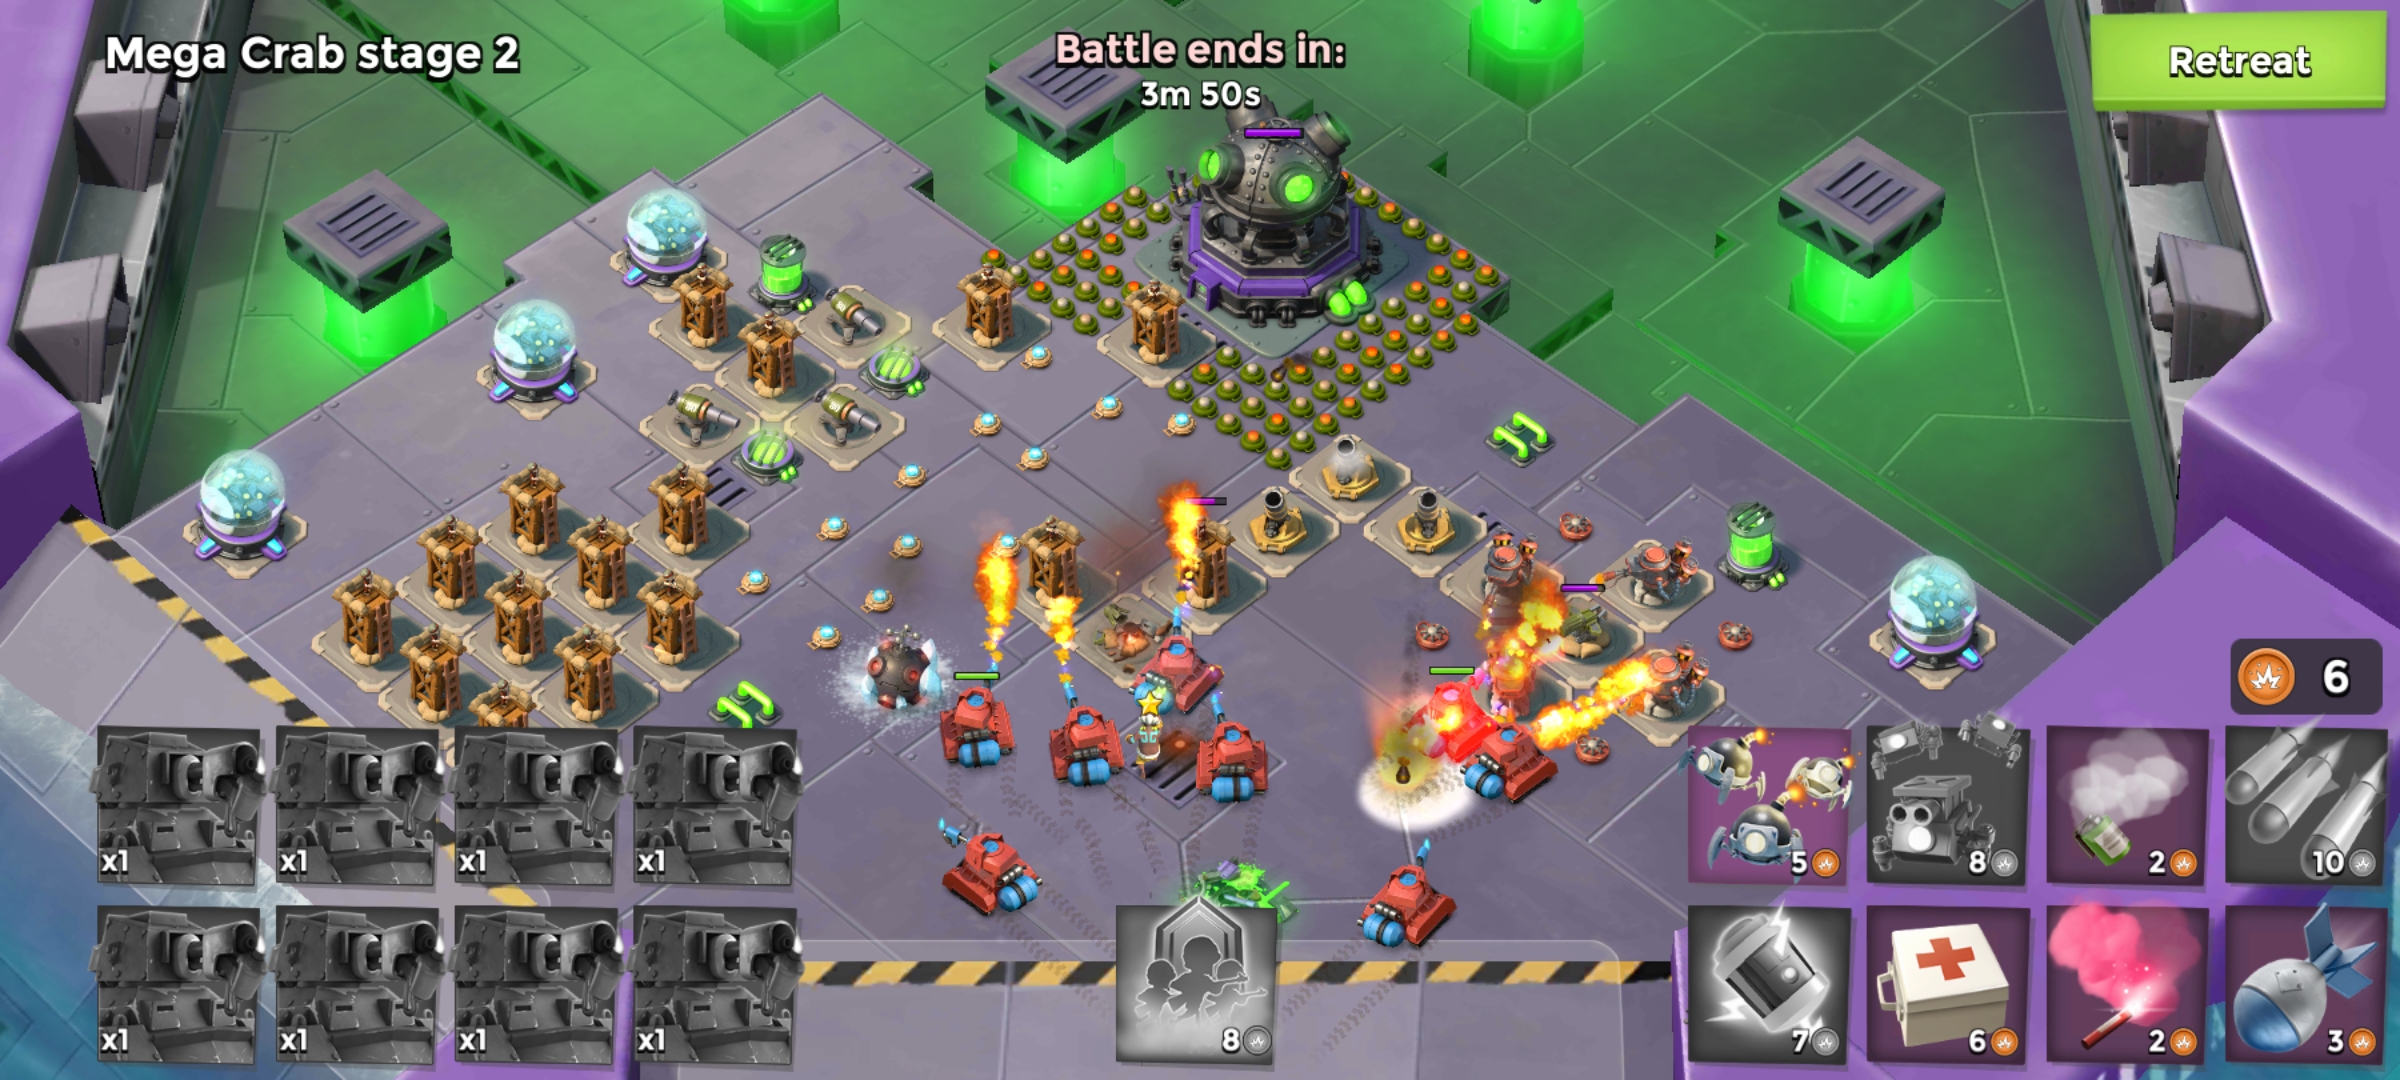 Mega Crab stage 2
Battle ends in:
3m 50s
Retreat
6
x1
x1
x1
x1
5
8
2
10
x1
x1
x1
x1
8
7
6
2
3